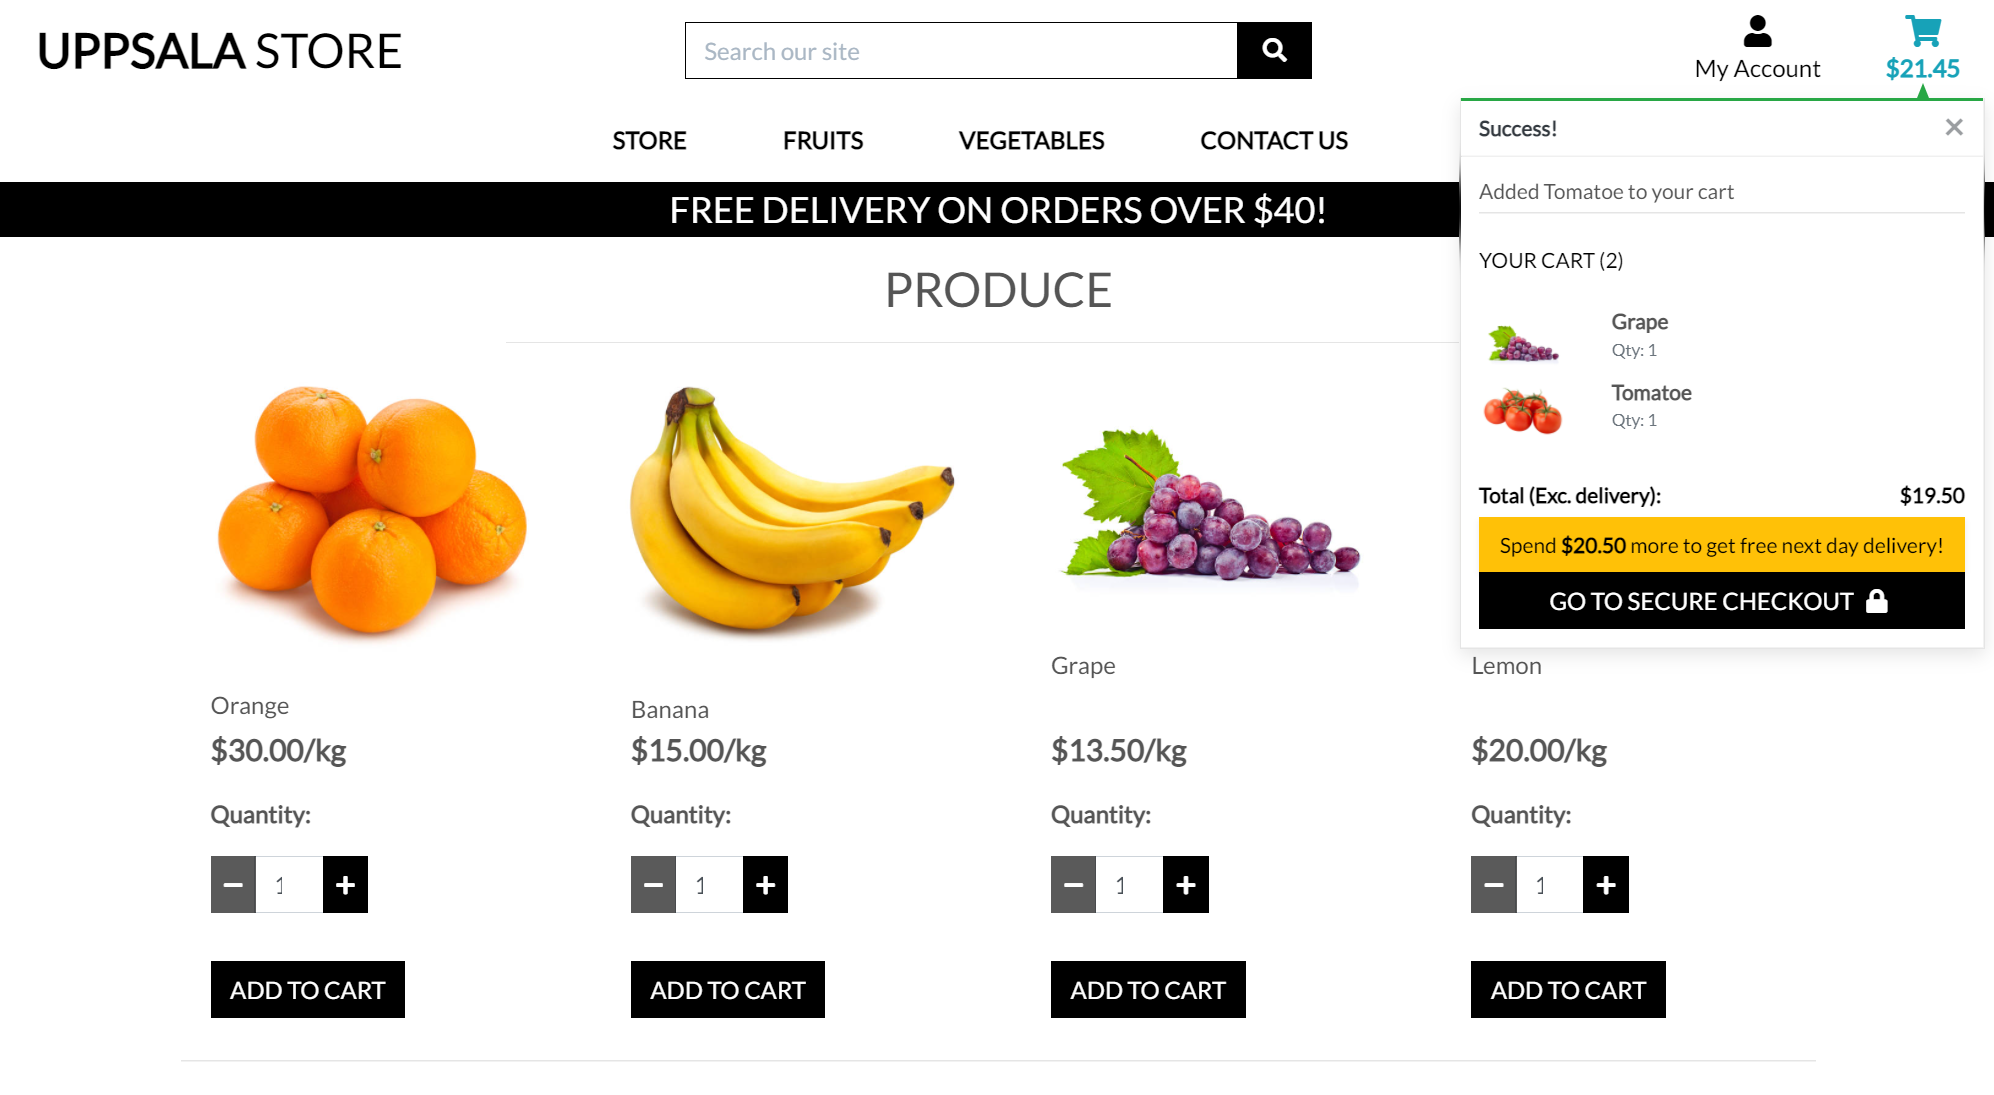 UPPSALA STORE
Search our site
My Account
$21.45
STORE FRUITS VEGETABLES CONTACT US
FREE DELIVERY ON ORDERS OVER $40!
Success!
Added Tomatoe to your cart
YOUR CART (2)
Grape
Qty: 1
Tomatoe
Qty: 1
Total (Exc. delivery): $19.50
Spend $20.50 more to get free next day delivery!
GO TO SECURE CHECKOUT
PRODUCE
Orange
$30.00/kg
Quantity:
1
ADD TO CART
Banana
$15.00/kg
Quantity:
1
ADD TO CART
Grape
$13.50/kg
Quantity:
1
ADD TO CART
Lemon
$20.00/kg
Quantity:
1
ADD TO CART